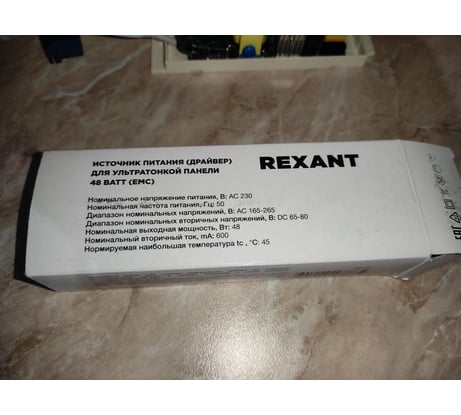 ИСТОЧНИК ПИТАНИЯ (ДРАЙВЕР)
ДЛЯ УЛЬТРАТОНКОЙ ПАНЕЛИ
48 ВАТТ (EMC)
REXANT
Номинальное напряжение питания, В: AC 230
Номинальная частота питания, Гц: 50
Диапазон номинальных напряжений, В: AC 165-265
Диапазон номинальных вторичных напряжений, В: DC 65-80
Номинальная выходная мощность, Вт: 48
Номинальный вторичный ток, mA: 600
Нормируемая наибольшая температура tc , °C: 45
EAC